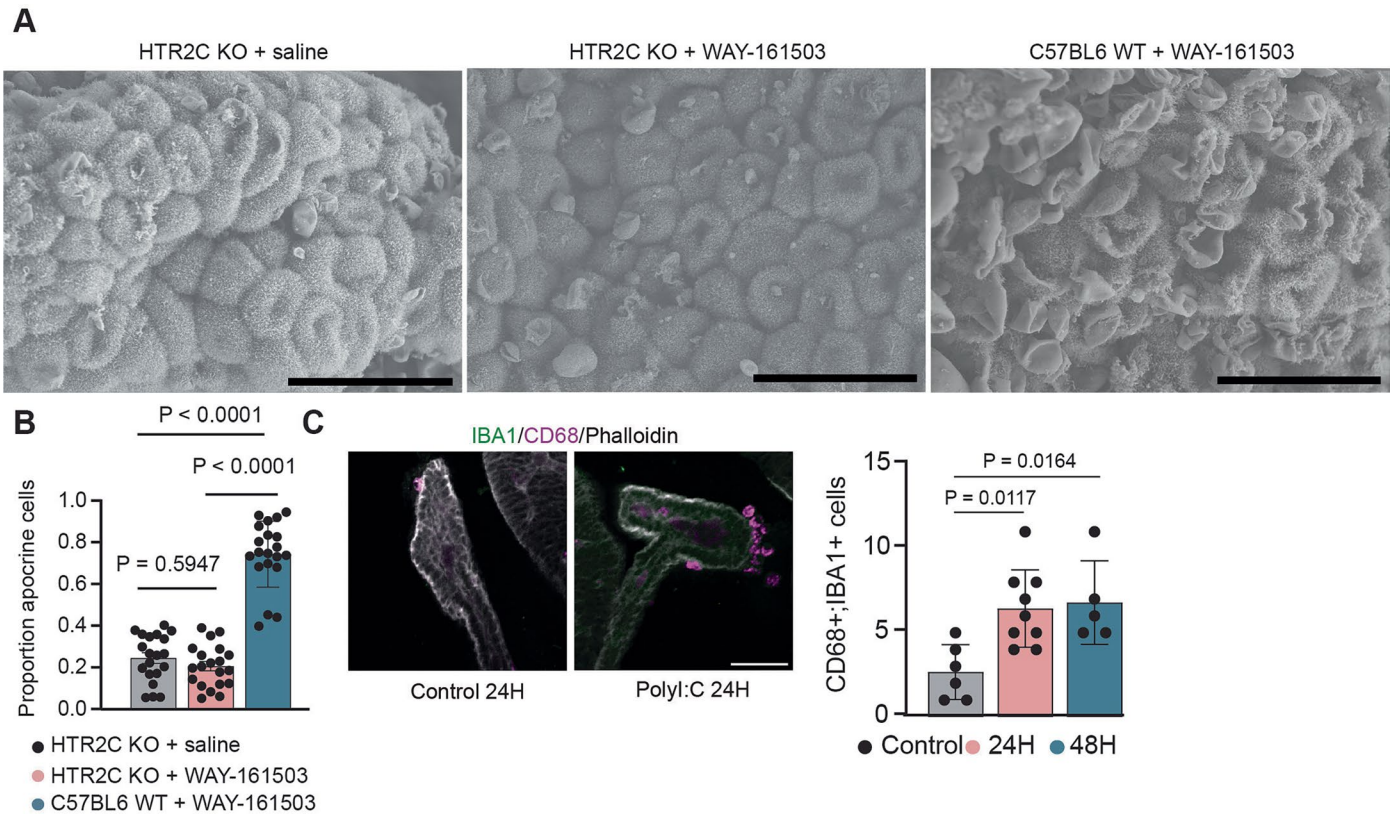 A
HTR2C KO + saline
HTR2C KO + WAY-161503
C57BL6 WT + WAY-161503
B
P < 0.0001
P < 0.0001
P = 0.5947
Proportion apocrine cells
1.0
0.8
0.6
0.4
0.2
0.0
HTR2C KO + saline
HTR2C KO + WAY-161503
C57BL6 WT + WAY-161503
C
IBA1/CD68/Phalloidin
Control 24H
PolyI:C 24H
CD68+;IBA1+ cells
15
10
5
0
P = 0.0164
P = 0.0117
Control 24H 48H